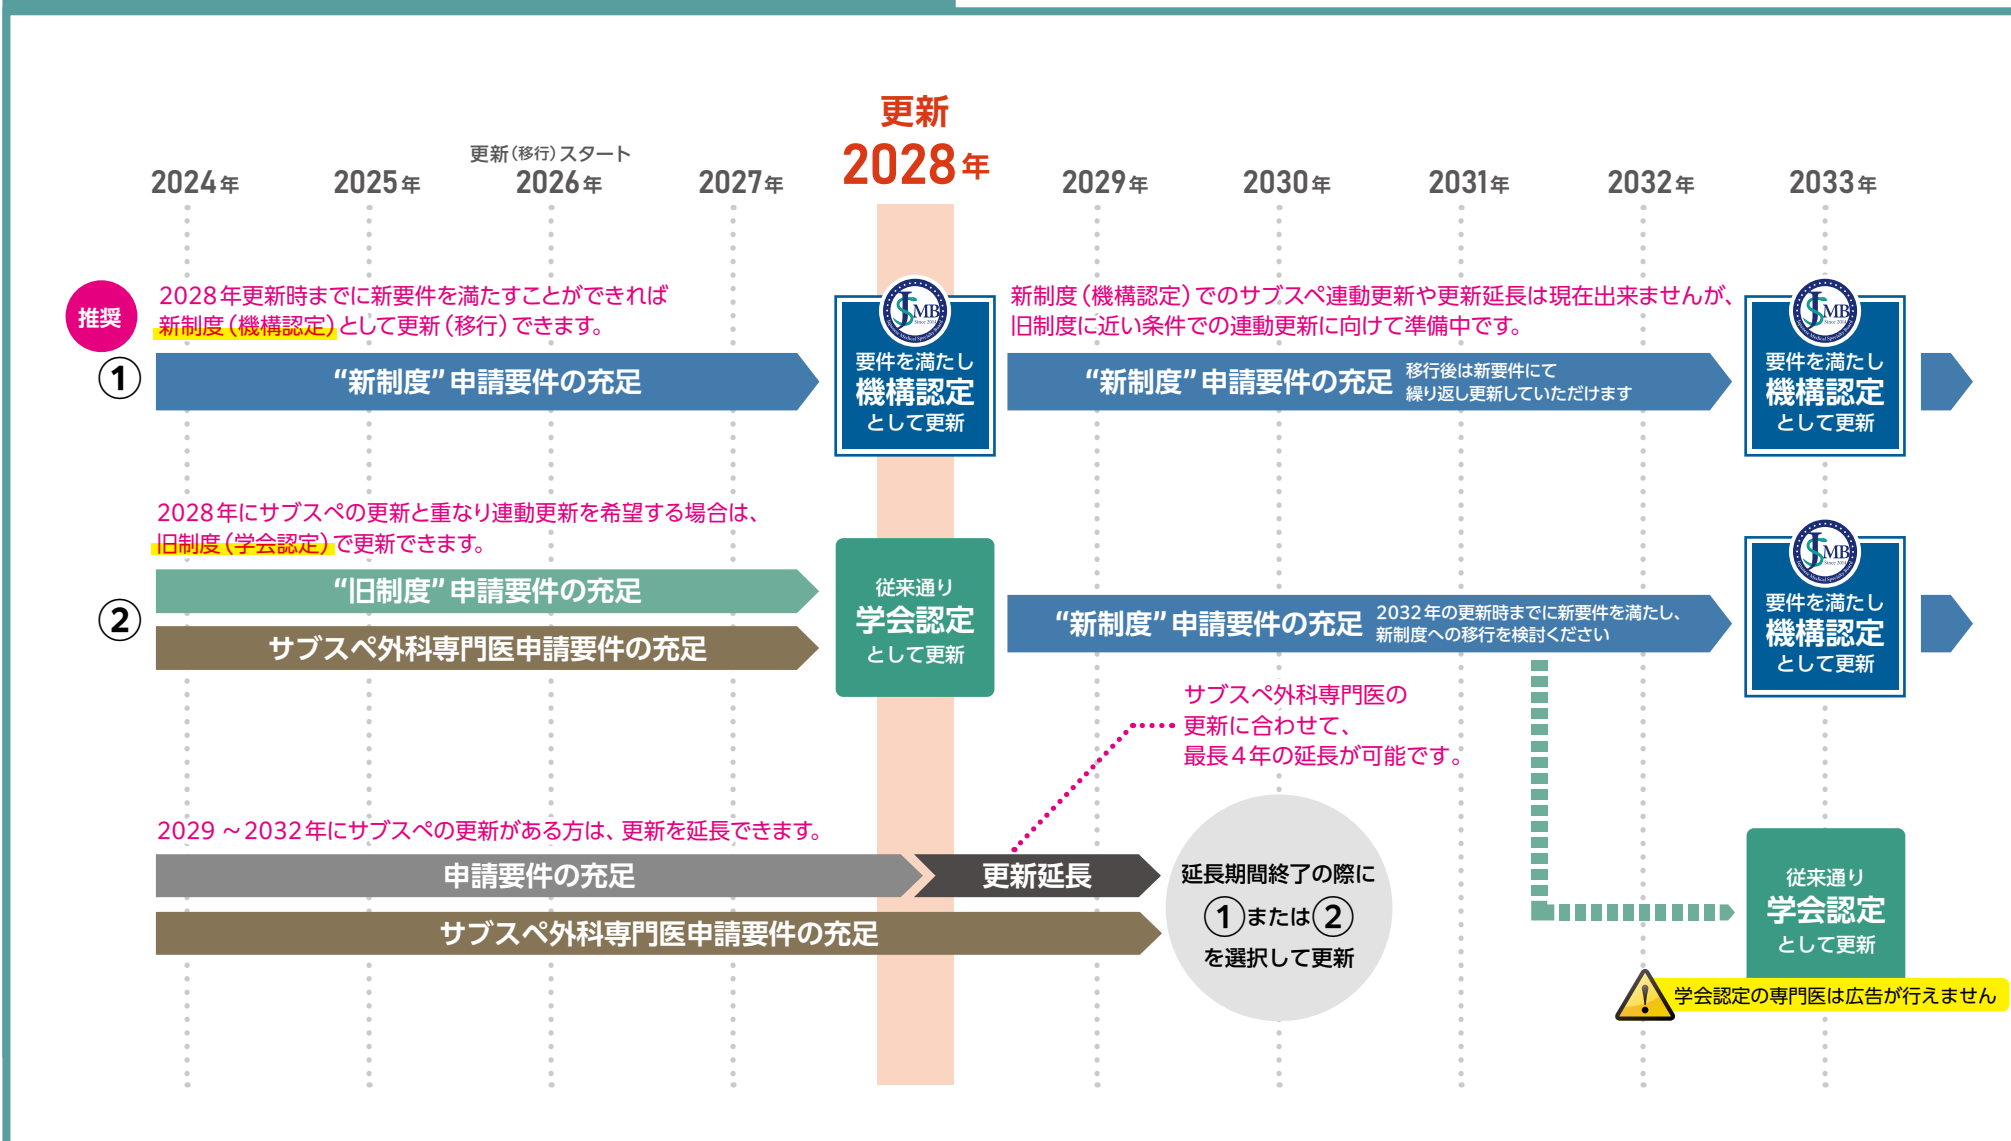 更新
2028年
更新(移行)スタート
2024年
2025年
2026年
2027年
2029年
2030年
2031年
2032年
2033年
推奨
2028年更新時までに新要件を満たすことができれば
新制度(機構認定)として更新(移行)できます。
①
“新制度”申請要件の充足
JSMB
Since 2014
Japanese Medical Specialty Board
要件を満たし
機構認定
として更新
新制度(機構認定)でのサブスペ連動更新や更新延長は現在出来ませんが、
旧制度に近い条件での連動更新に向けて準備中です。
“新制度”申請要件の充足
移行後は新要件にて
繰り返し更新していただけます
JSMB
Since 2014
Japanese Medical Specialty Board
要件を満たし
機構認定
として更新
2028年にサブスペの更新と重なり連動更新を希望する場合は、
旧制度(学会認定)で更新できます。
②
“旧制度”申請要件の充足
サブスペ外科専門医申請要件の充足
従来通り
学会認定
として更新
“新制度”申請要件の充足
2032年の更新時までに新要件を満たし、
新制度への移行を検討ください
JSMB
Since 2014
Japanese Medical Specialty Board
要件を満たし
機構認定
として更新
サブスペ外科専門医の
更新に合わせて、
最長4年の延長が可能です。
2029～2032年にサブスペの更新がある方は、更新を延長できます。
申請要件の充足
更新延長
サブスペ外科専門医申請要件の充足
延長期間終了の際に
①または②
を選択して更新
従来通り
学会認定
として更新
学会認定の専門医は広告が行えません